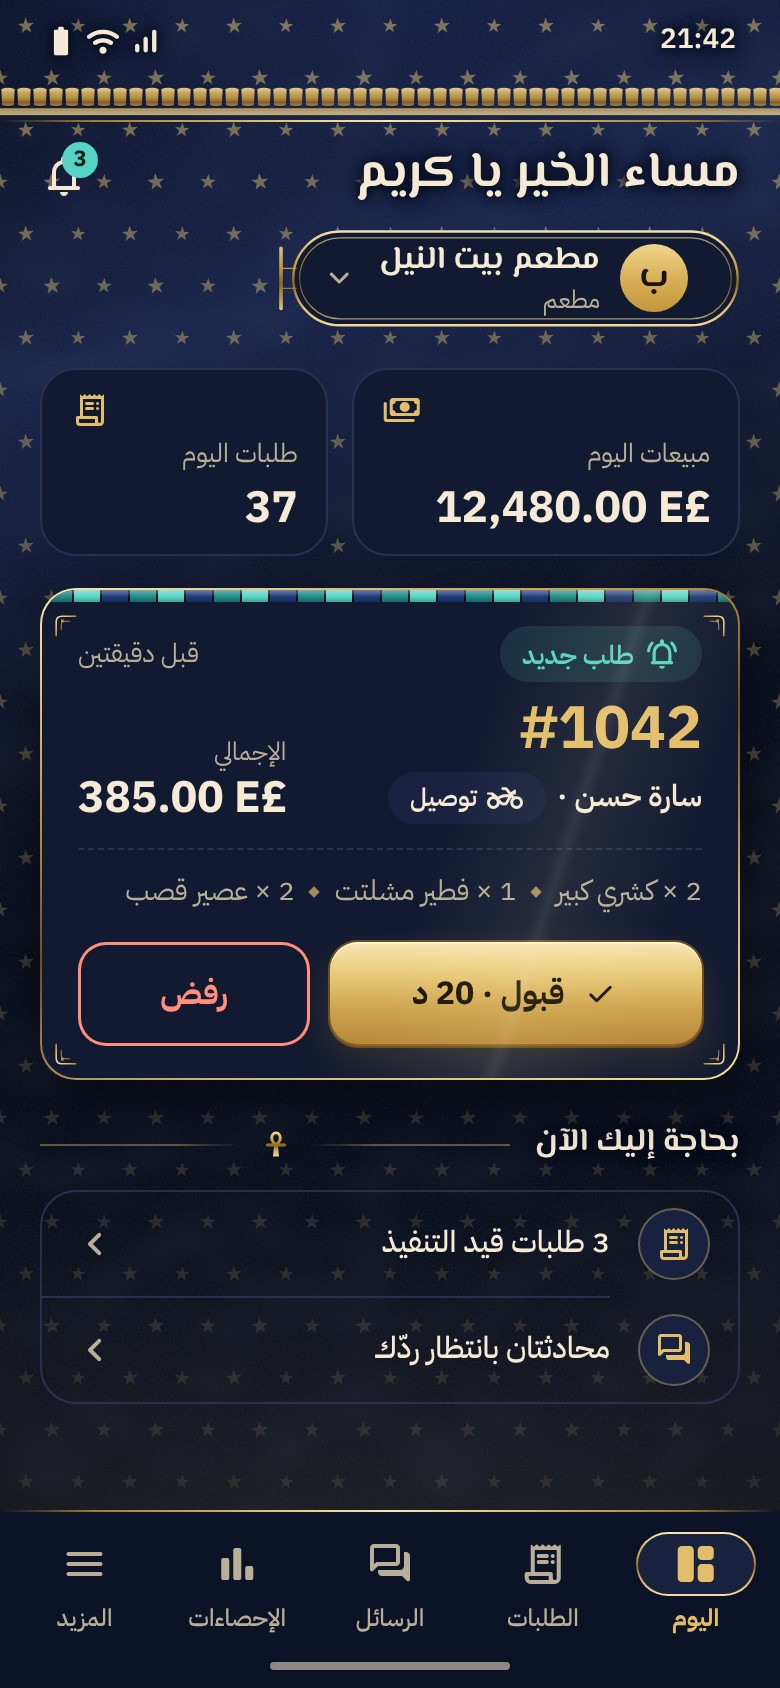 21:42
3
مساء الخير يا كريم
ب
مطعم بيت النيل
مطعم
مبيعات اليوم
12,480.00 E£
طلبات اليوم
37
طلب جديد
قبل دقيقتين
#1042
سارة حسن · توصيل
الإجمالي
385.00 E£
2 × كشري كبير ◆ 1 × فطير مشلتت ◆ 2 × عصير قصب
قبول · 20 د
رفض
بحاجة إليك الآن
3 طلبات قيد التنفيذ
محادثتان بانتظار ردّك
اليوم
الطلبات
الرسائل
الإحصاءات
المزيد